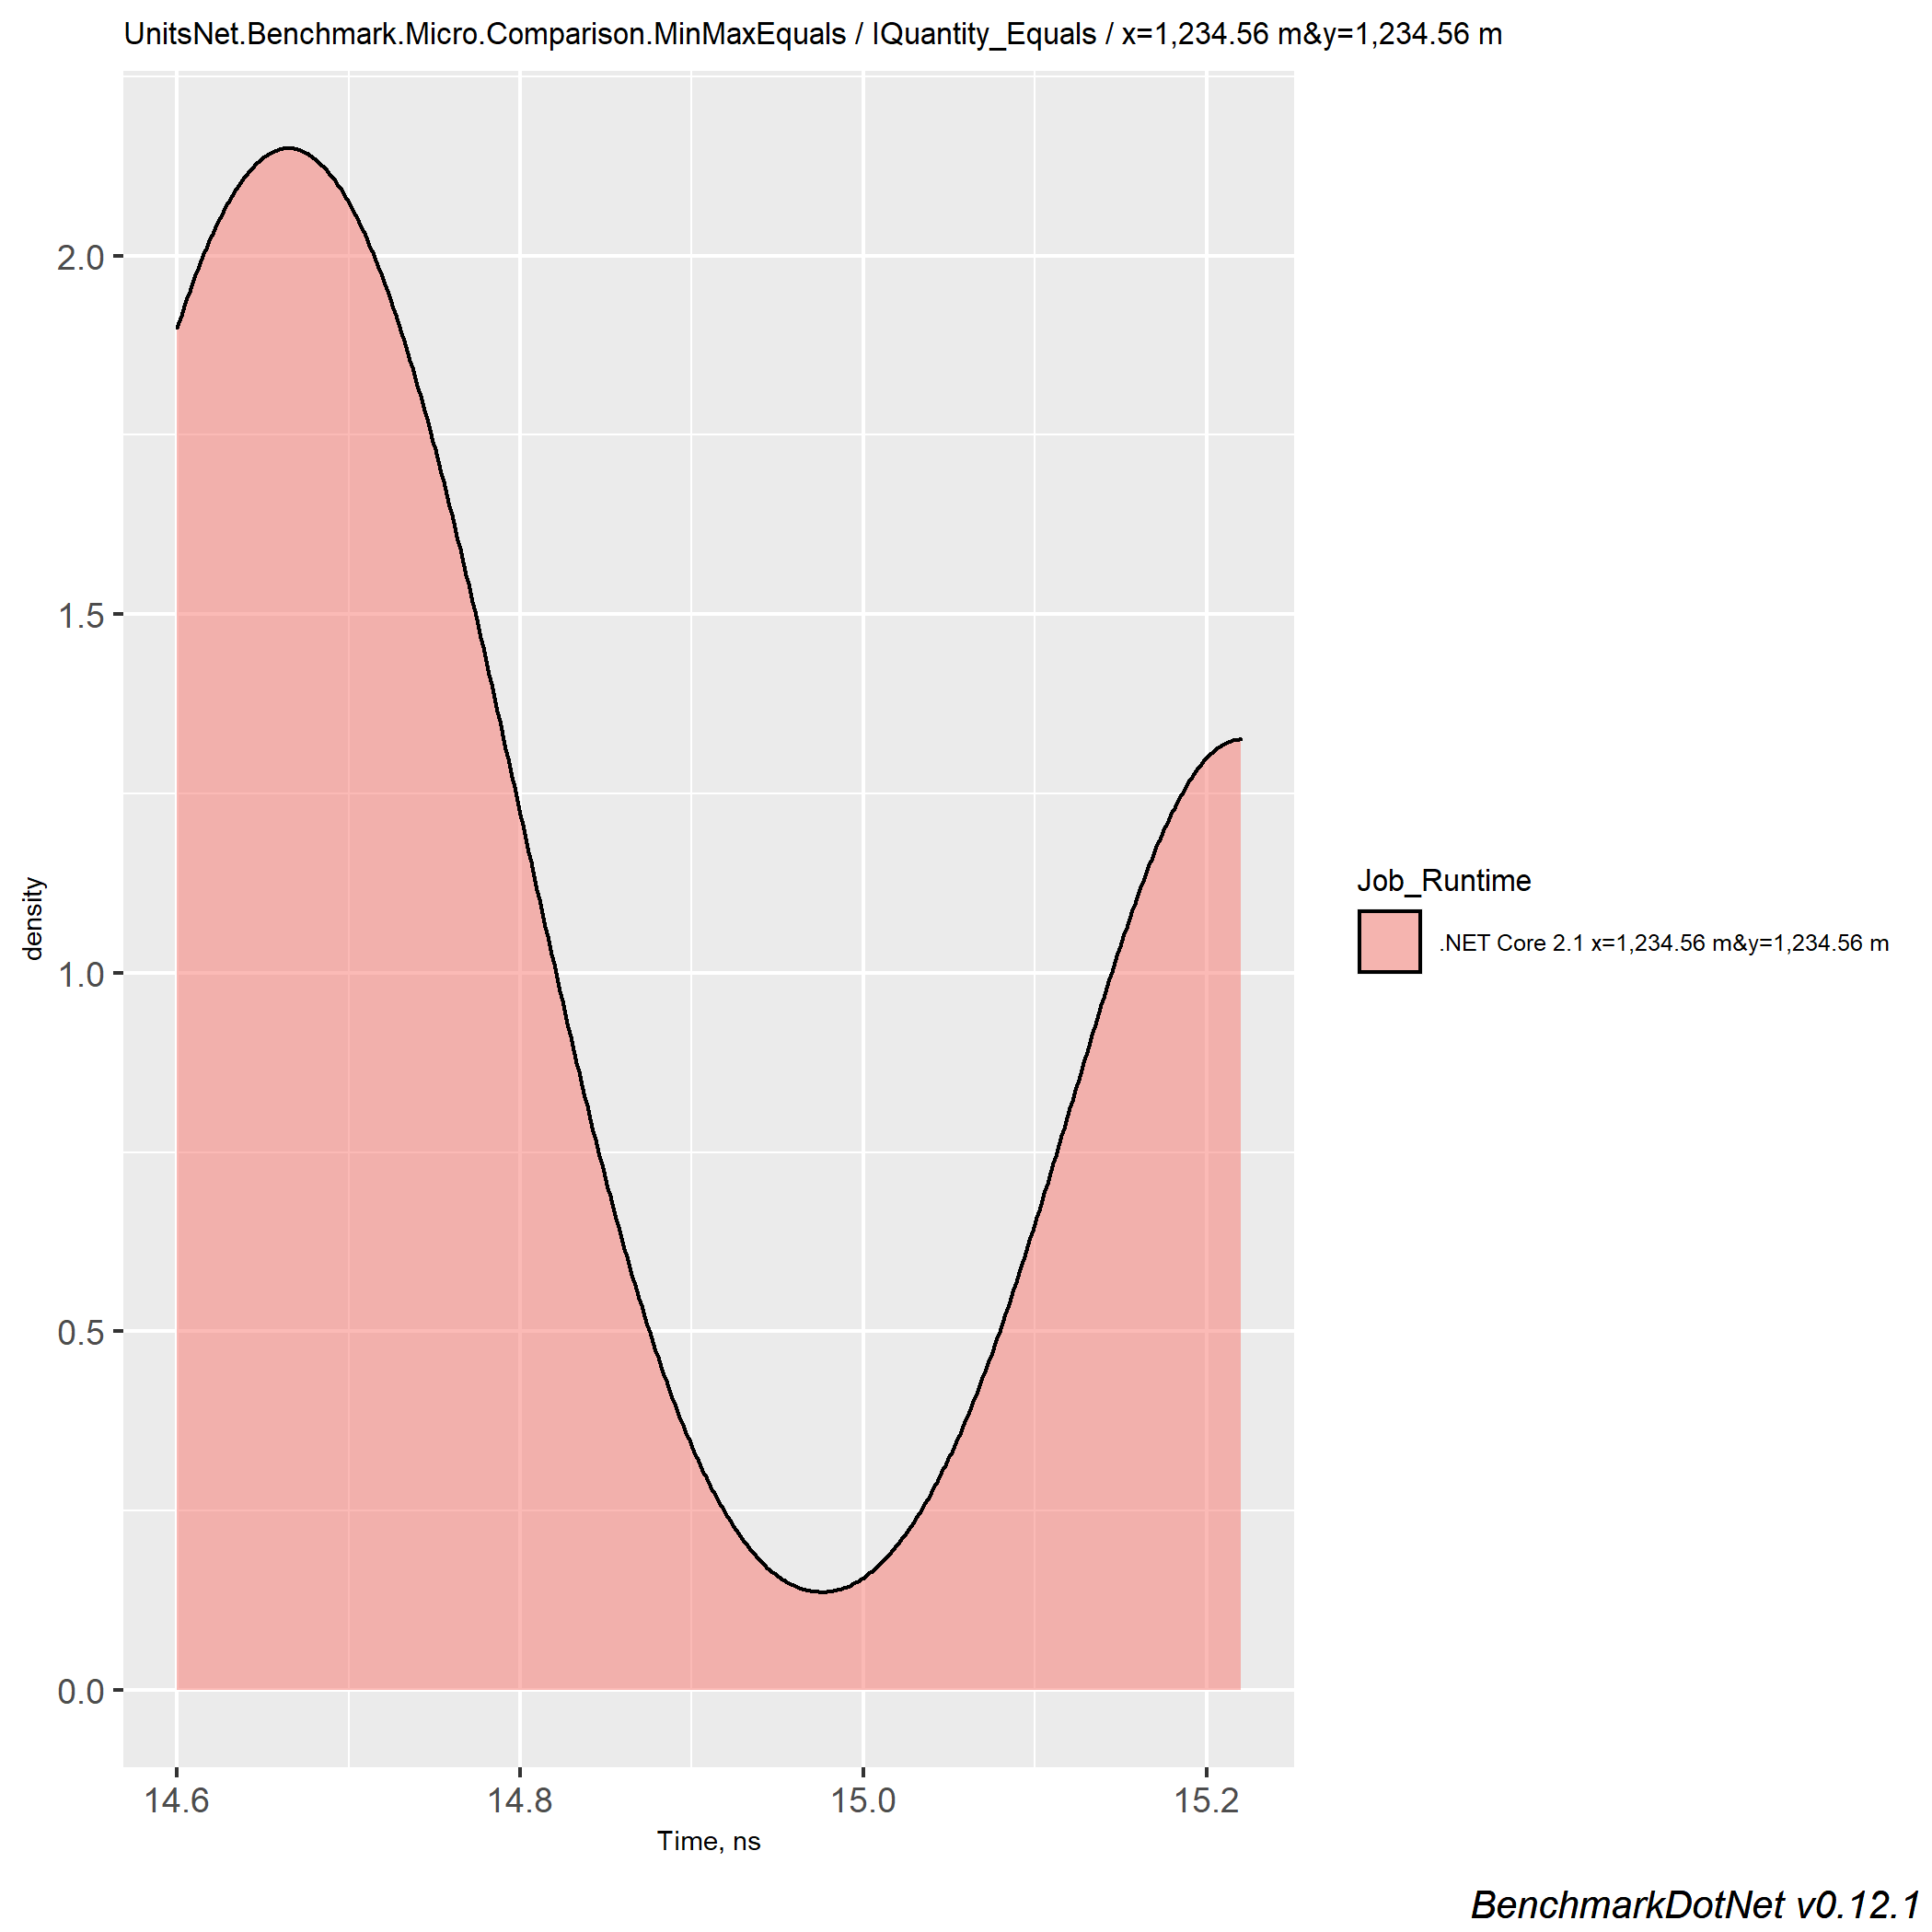 UnitsNet.Benchmark.Micro.Comparison.MinMaxEquals / IQuantity_Equals / x=1,234.56 m&y=1,234.56 m
2.0
1.5
1.0
0.5
0.0
density
14.6 14.8 15.0 15.2
Time, ns
Job_Runtime
.NET Core 2.1 x=1,234.56 m&y=1,234.56 m
BenchmarkDotNet v0.12.1